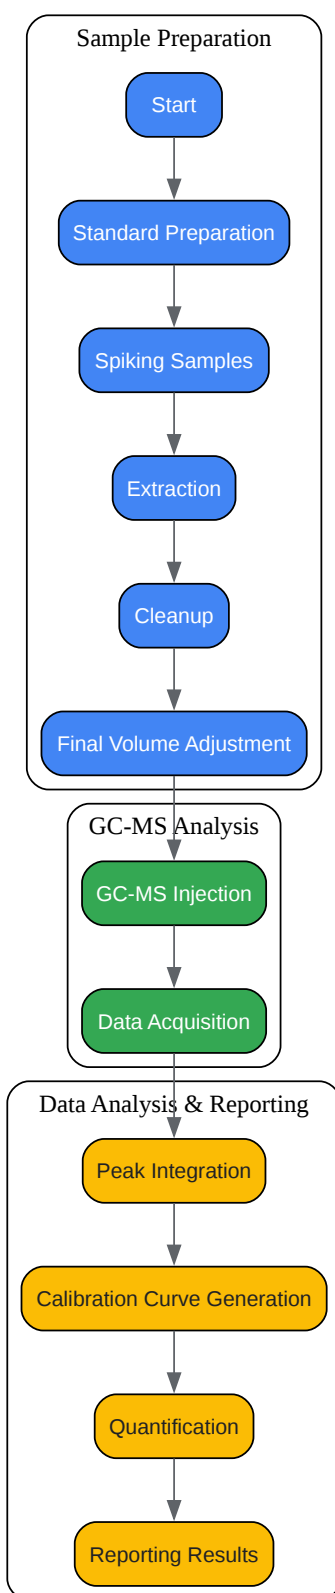 Sample Preparation
Start
Standard Preparation
Spiking Samples
Extraction
Cleanup
Final Volume Adjustment
GC-MS Analysis
GC-MS Injection
Data Acquisition
Data Analysis & Reporting
Peak Integration
Calibration Curve Generation
Quantification
Reporting Results